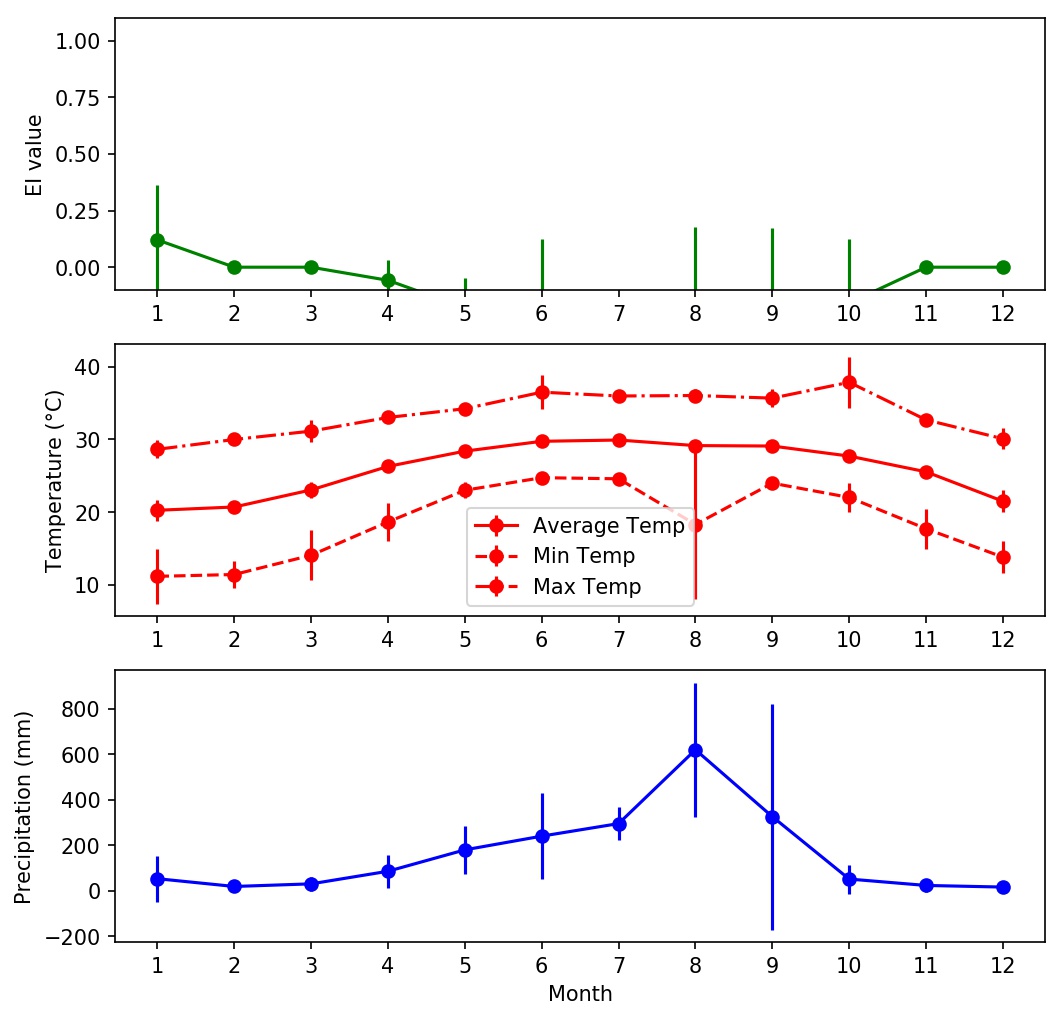 EI value
1.00
0.75
0.50
0.25
0.00
1 2 3 4 5 6 7 8 9 10 11 12
Temperature (°C)
40
30
20
10
Average Temp
Min Temp
Max Temp
1 2 3 4 5 6 7 8 9 10 11 12
Precipitation (mm)
800
600
400
200
0
−200
1 2 3 4 5 6 7 8 9 10 11 12
Month